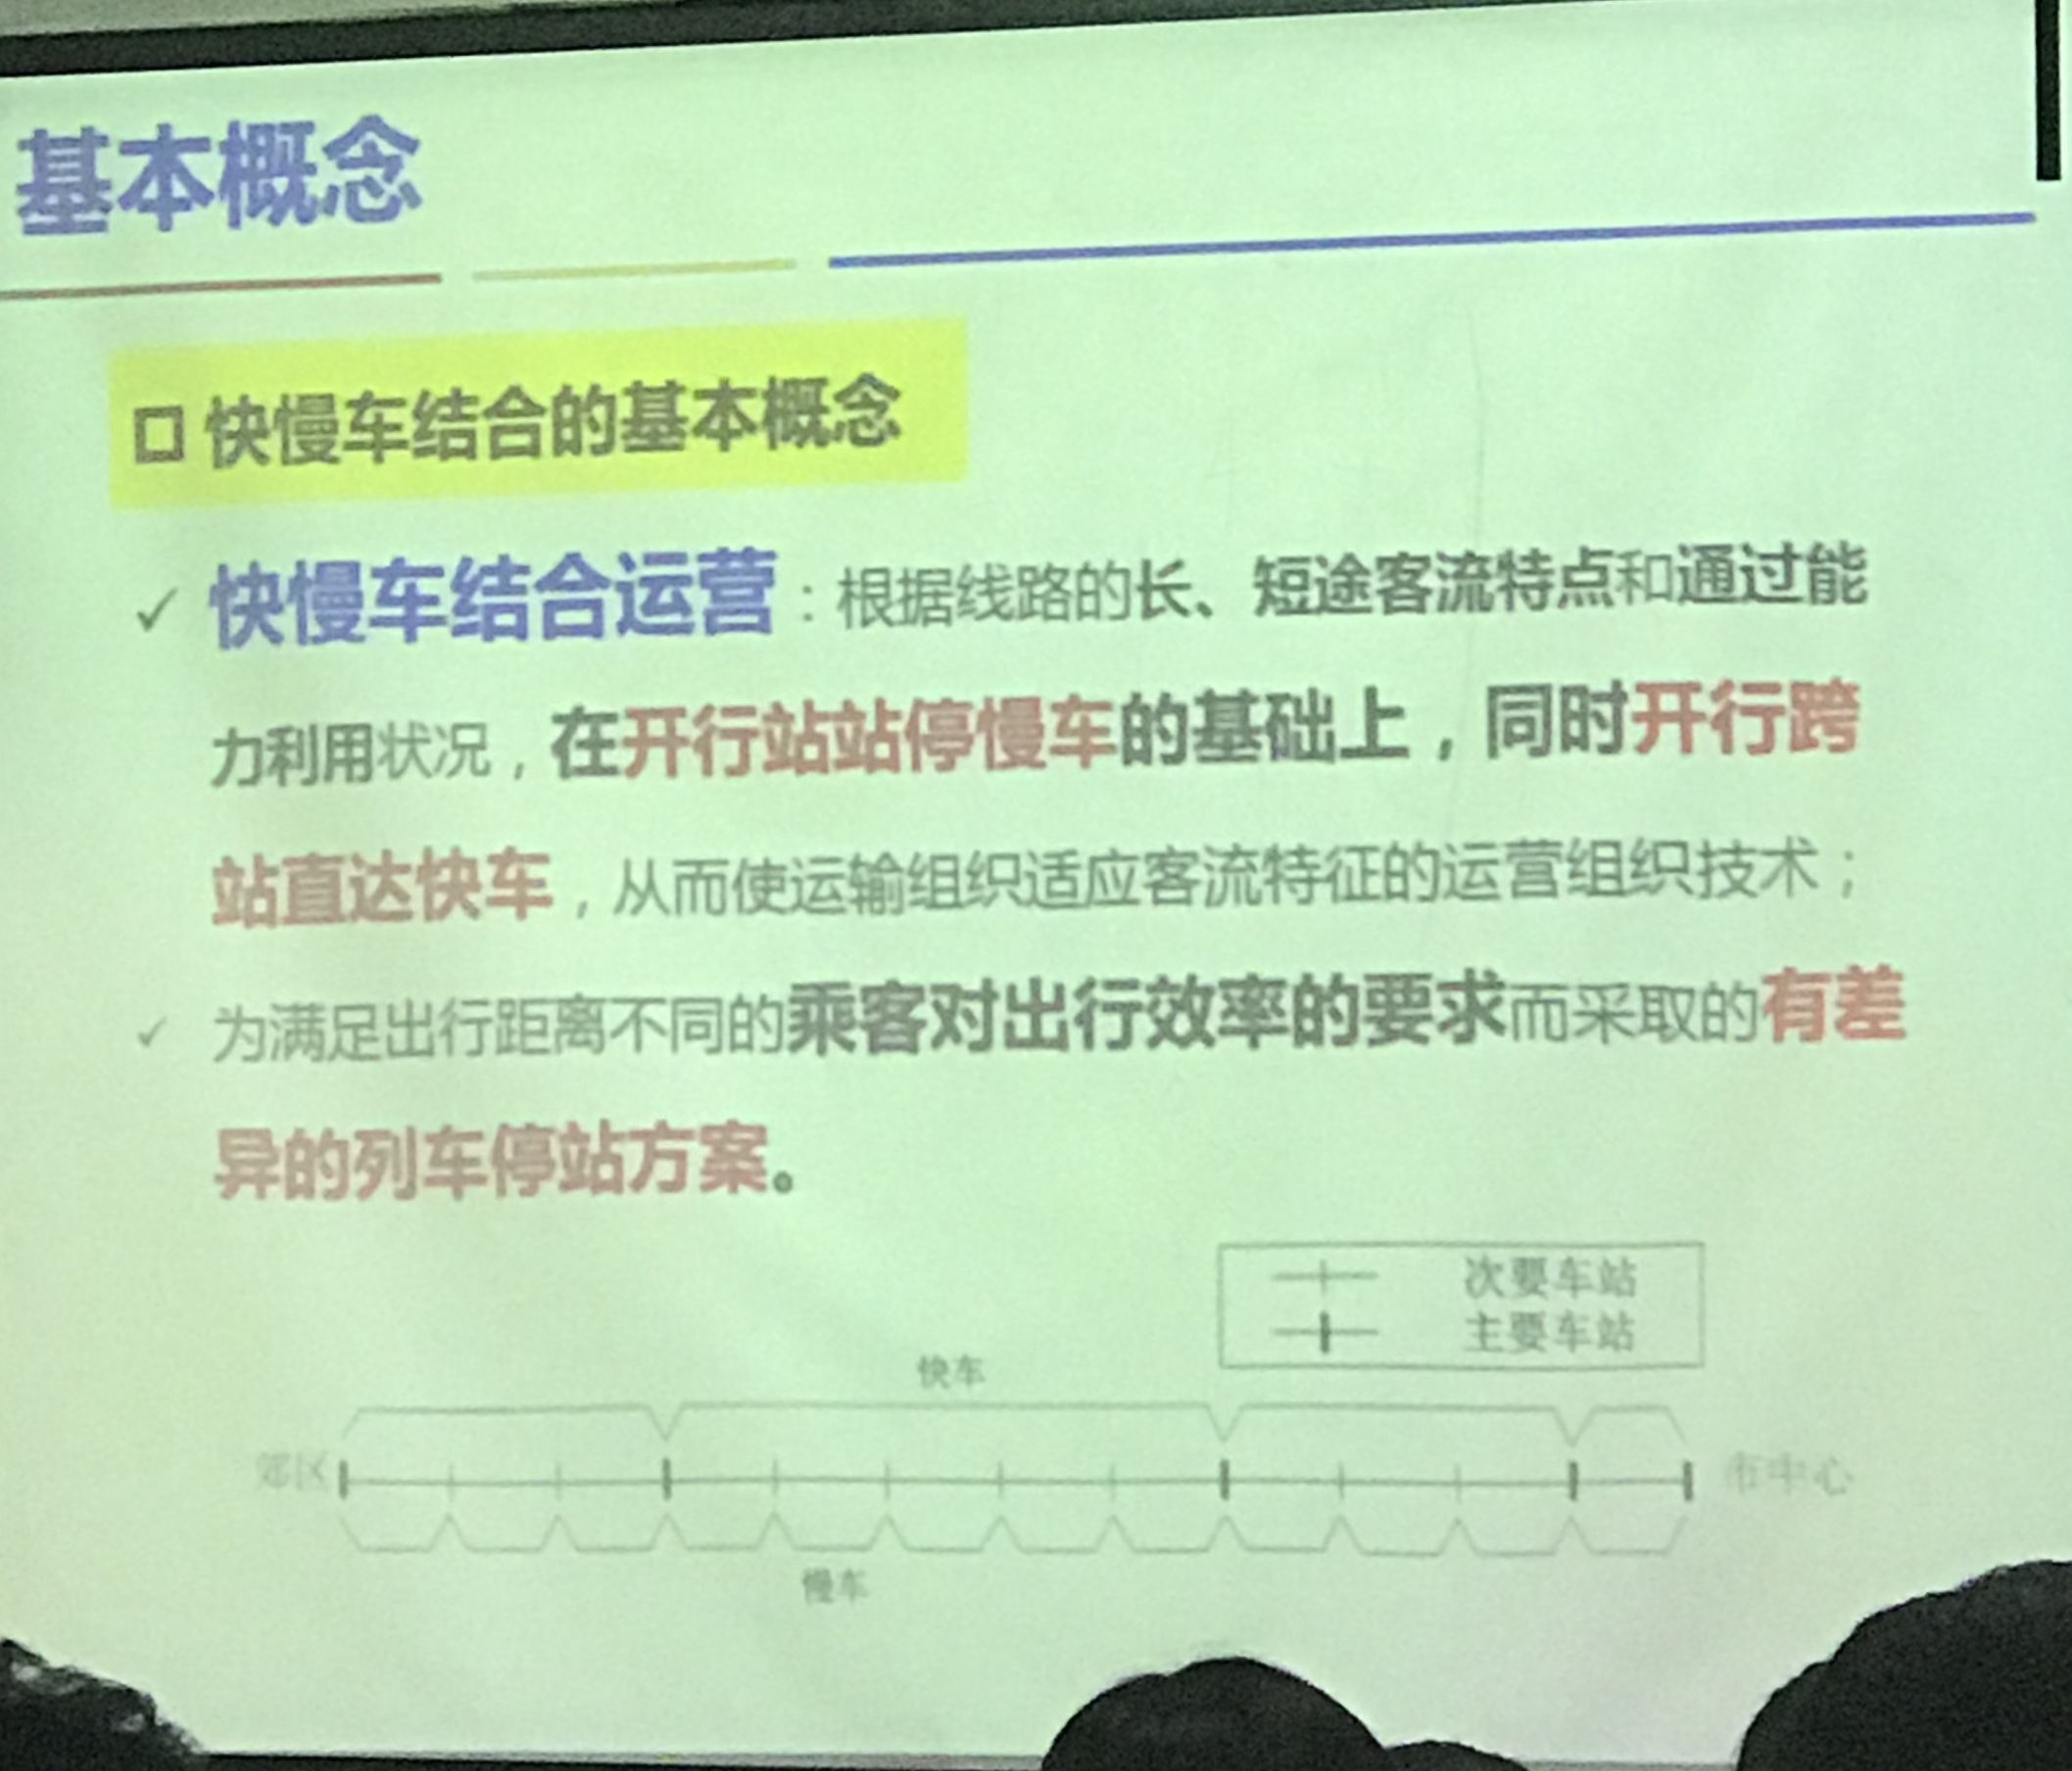 基本概念
口 快慢车结合的基本概念
✓ 快慢车结合运营：根据线路的长、短途客流特点和通过能
力利用状况，在开行站站停慢车的基础上，同时开行跨
站直达快车，从而使运输组织适应客流特征的运营组织技术；
✓ 为满足出行距离不同的乘客对出行效率的要求而采取的有差
异的列车停站方案。
次要车站
主要车站
快车
郊区 市中心
慢车